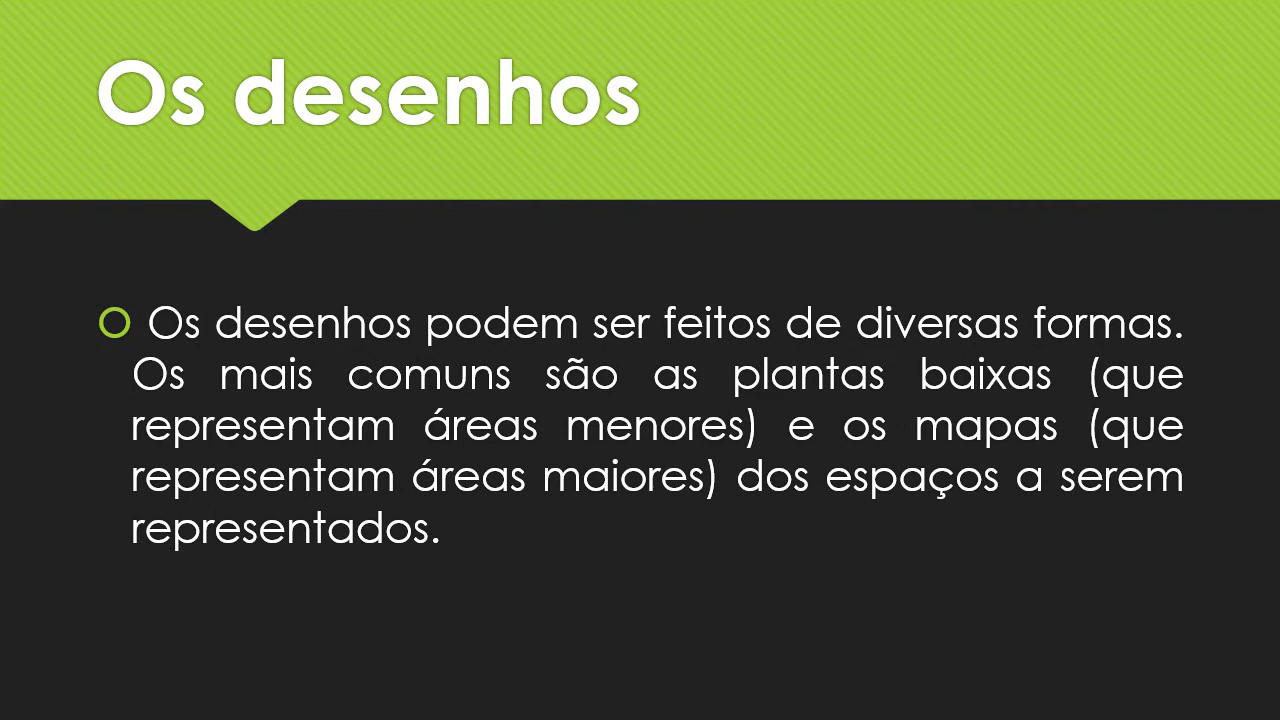 Os desenhos
Os desenhos podem ser feitos de diversas formas.
Os mais comuns são as plantas baixas (que
representam áreas menores) e os mapas (que
representam áreas maiores) dos espaços a serem
representados.